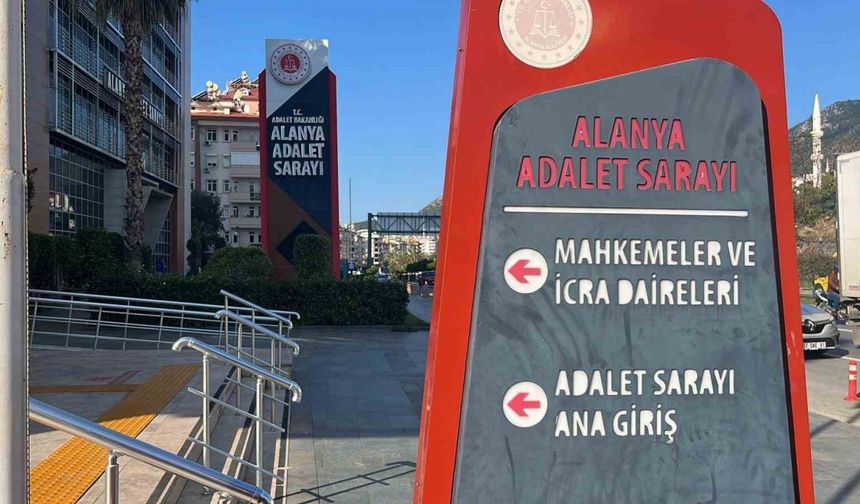 T.C.
ADALET BAKANLIĞI
ALANYA
ADALET
SARAYI
ALANYA
ADALET SARAYI
MAHKEMELER VE
İCRA DAİRELERİ
ADALET SARAYI
ANA GİRİŞ